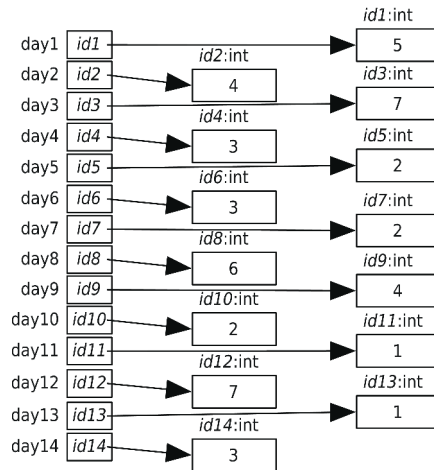 id1:int
day1 id1 5
id2:int
day2 id2 4
id3:int
day3 id3 7
id4:int
day4 id4 3
id5:int
day5 id5 2
id6:int
day6 id6 3
id7:int
day7 id7 2
id8:int
day8 id8 6
id9:int
day9 id9 4
id10:int
day10 id10 2
id11:int
day11 id11 1
id12:int
day12 id12 7
id13:int
day13 id13 1
id14:int
day14 id14 3